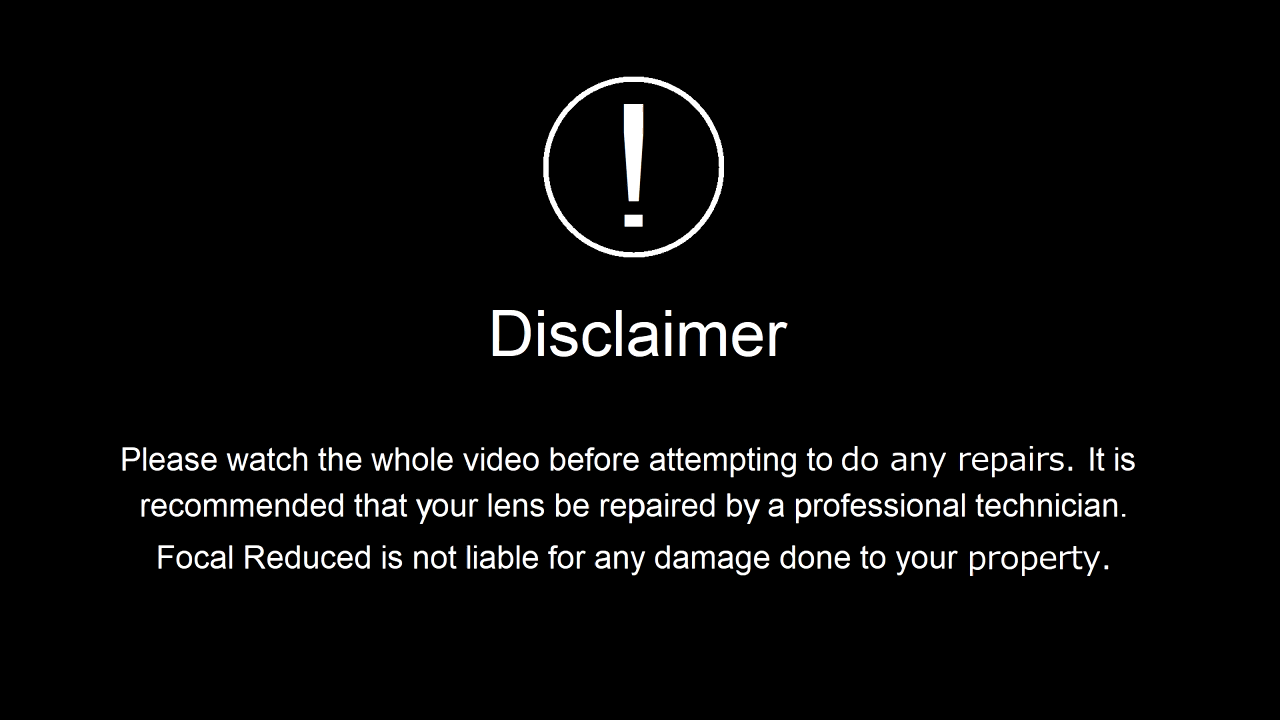 !
Disclaimer
Please watch the whole video before attempting to do any repairs. It is
recommended that your lens be repaired by a professional technician.
Focal Reduced is not liable for any damage done to your property.